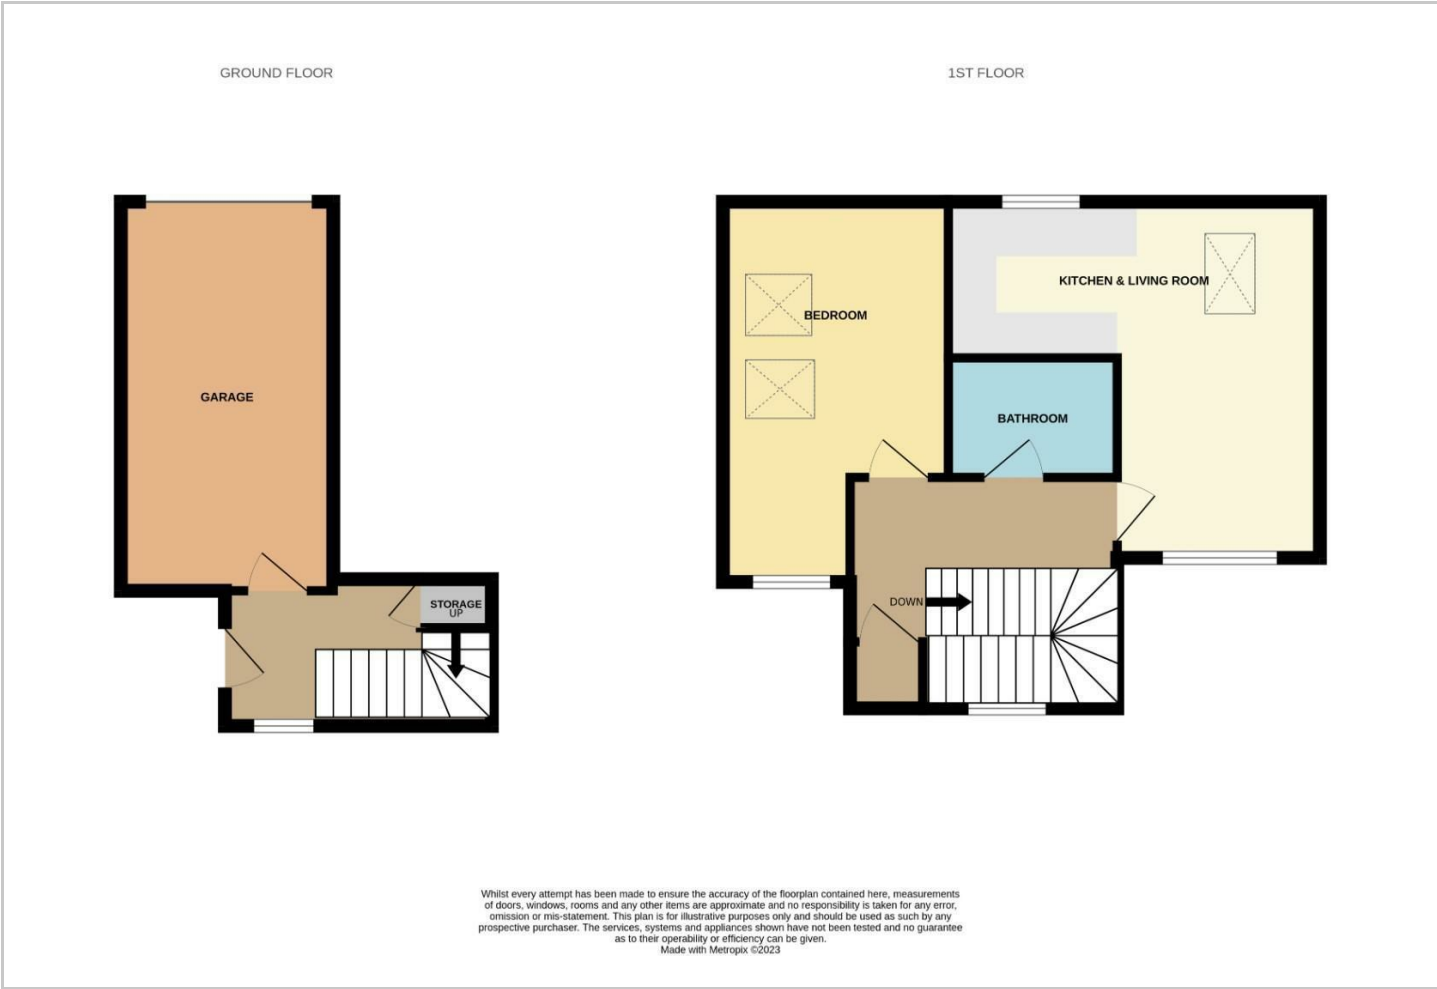 GROUND FLOOR
1ST FLOOR
GARAGE
STORAGE
UP
BEDROOM
KITCHEN & LIVING ROOM
BATHROOM
DOWN
Whilst every attempt has been made to ensure the accuracy of the floorplan contained here, measurements
of doors, windows, rooms and any other items are approximate and no responsibility is taken for any error,
omission or mis-statement. This plan is for illustrative purposes only and should be used as such by any
prospective purchaser. The services, systems and appliances shown have not been tested and no guarantee
as to their operability or efficiency can be given.
Made with Metropix ©2023